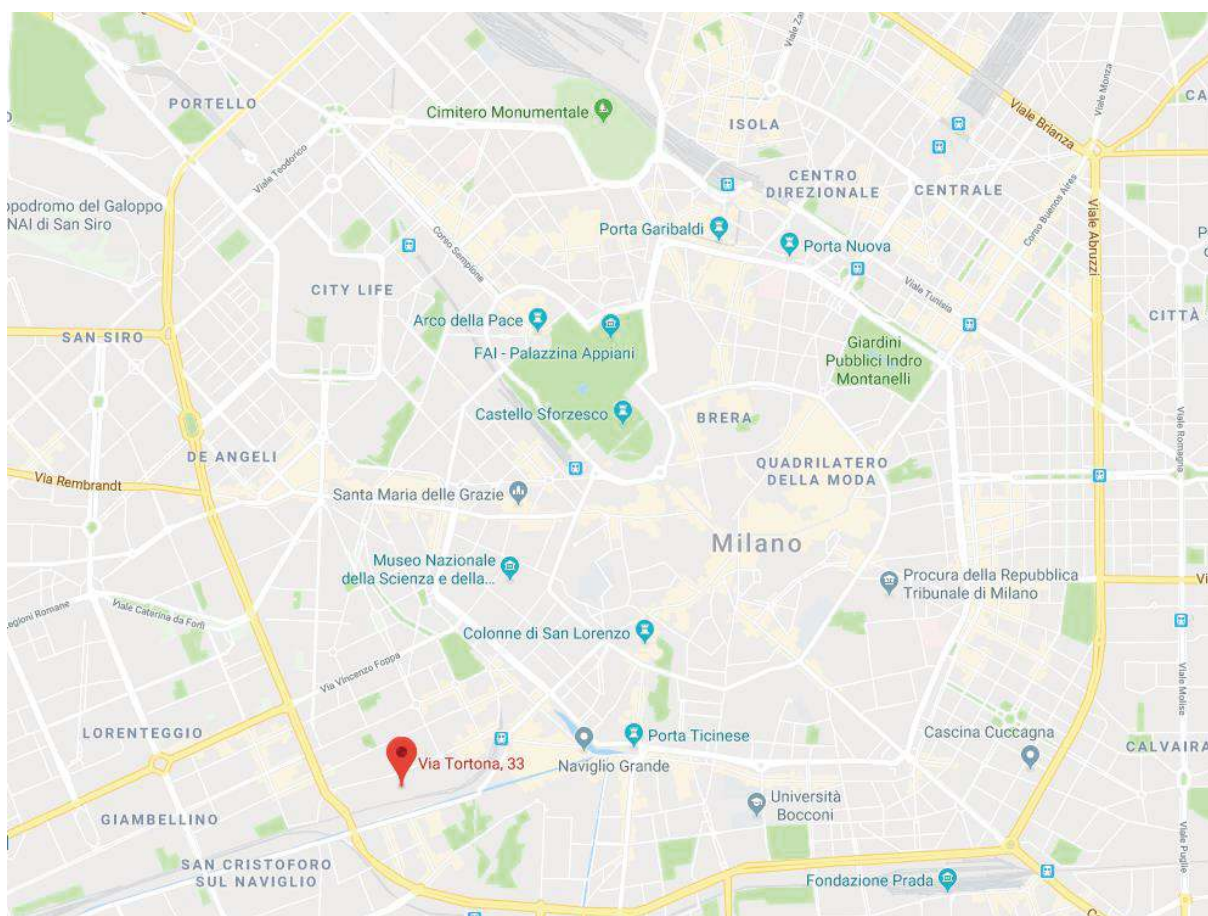 Viale Monza
PORTELLO
Cimitero Monumentale
ISOLA
Viale Brianza
Viale Teodorico
CENTRO
DIREZIONALE
CENTRALE
Corso Buenos Aires
NAI di San Siro
Porta Garibaldi
Porta Nuova
Viale Abruzzi
Corso Sempione
CITY LIFE
Viale Tunisia
Arco della Pace
CITTÀ
SAN SIRO
FAI - Palazzina Appiani
Giardini
Pubblici Indro
Montanelli
Castello Sforzesco
BRERA
Viale Romagna
DE ANGELI
Via Rembrandt
QUADRILATERO
DELLA MODA
Santa Maria delle Grazie
Milano
Museo Nazionale
della Scienza e della...
Procura della Repubblica
Tribunale di Milano
Viale Caterina da Forlì
Colonne di San Lorenzo
Via Vincenzo Foppa
Viale Molise
LORENTEGGIO
Porta Ticinese
Cascina Cuccagna
Via Tortona, 33
Naviglio Grande
CALVAIRA
Università
Bocconi
GIAMBELLINO
Viale Puglie
SAN CRISTOFORO
SUL NAVIGLIO
Fondazione Prada